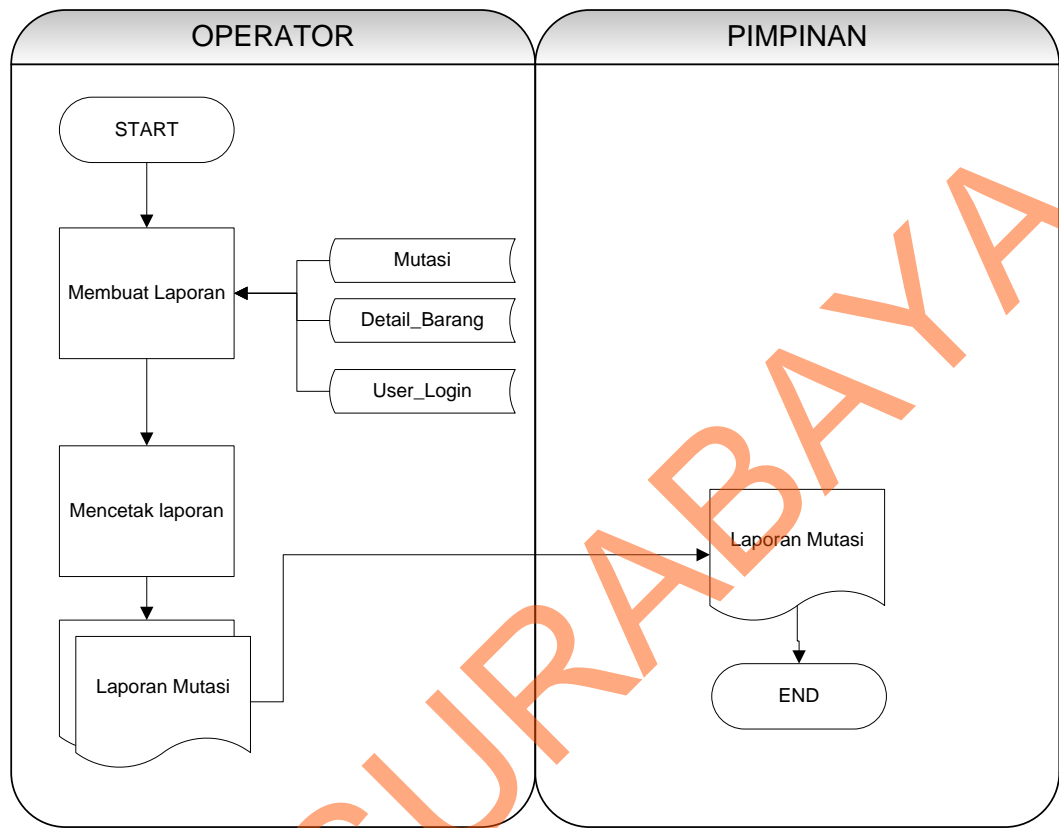 OPERATOR
PIMPINAN
START
Membuat Laporan
Mutasi
Detail_Barang
User_Login
Mencetak laporan
Laporan Mutasi
Laporan Mutasi
END
SURABAYA